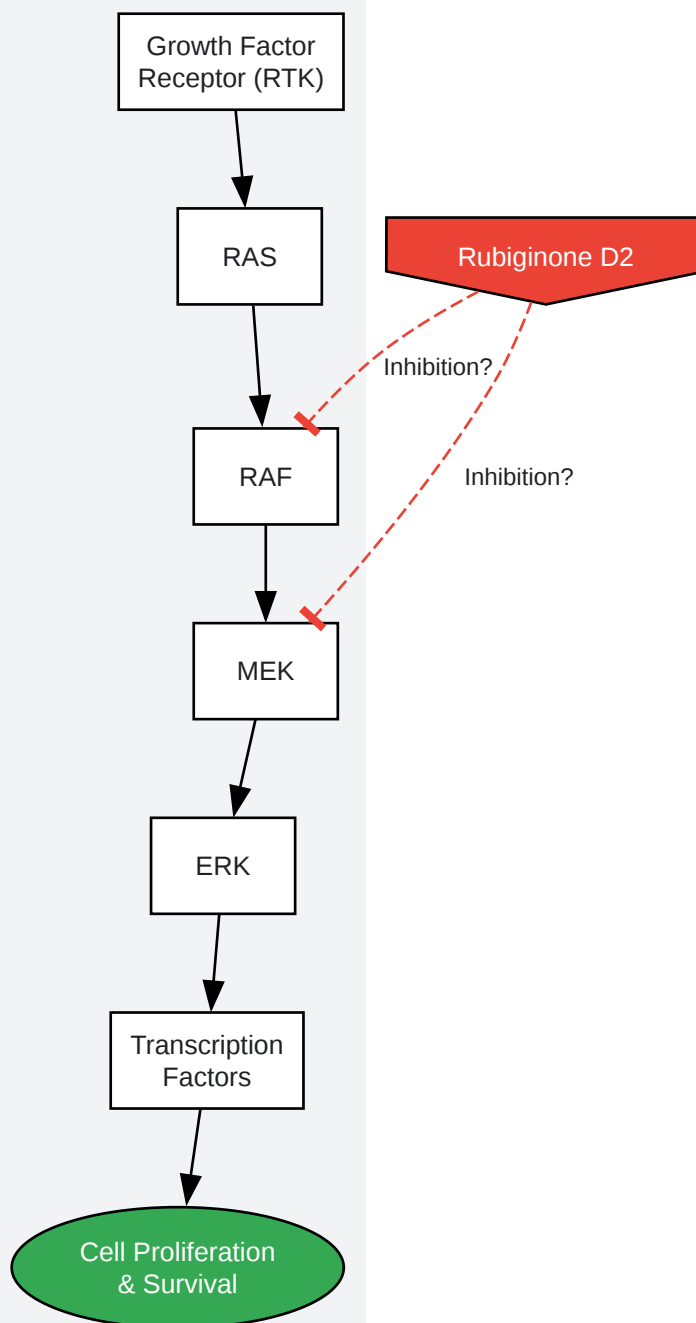 Growth Factor
Receptor (RTK)
RAS
Rubiginone D2
Inhibition?
RAF
Inhibition?
MEK
ERK
Transcription
Factors
Cell Proliferation
& Survival